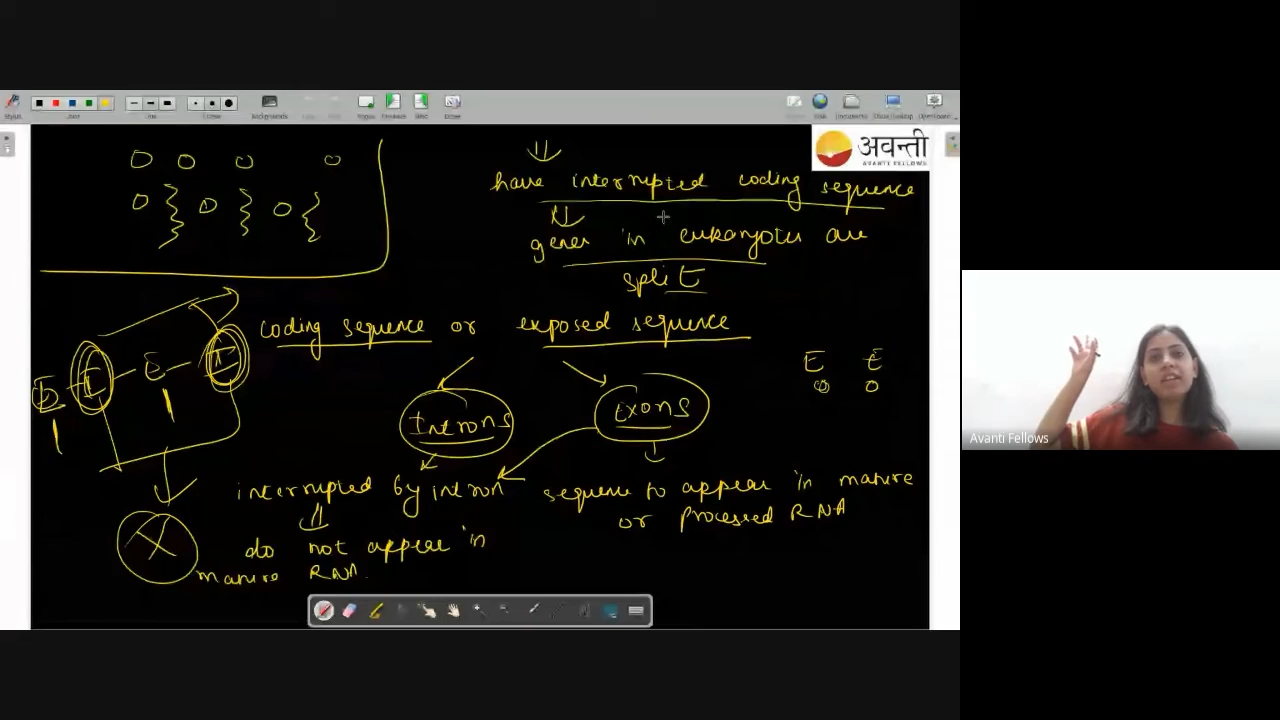 अवन्ती
AVANTI FELLOWS
have interrupted coding sequence
genes in eukaryotes are
split
coding sequence or exposed sequence
E - I - E - I
E E
Introns
Exons
interrupted by intron
sequence to appear in mature
or processed RNA
do not appear in
mature RNA.
X
Avanti Fellows